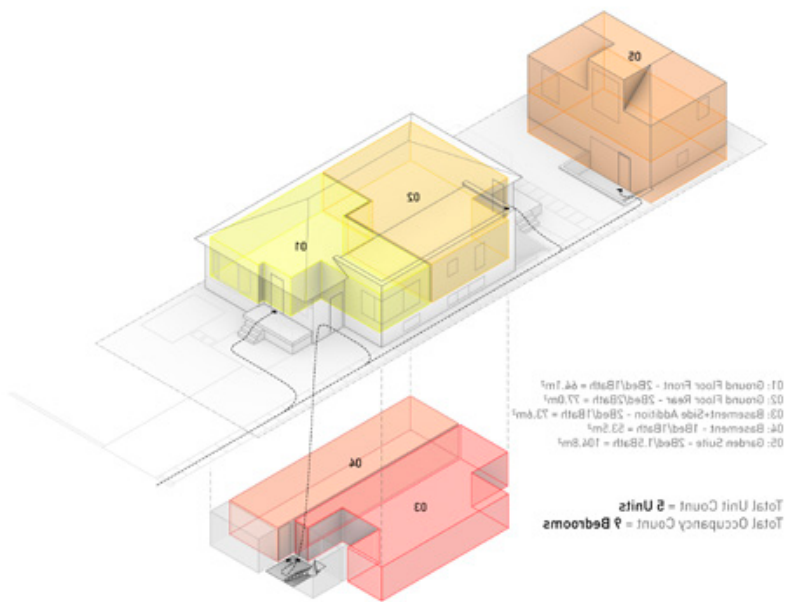 05
02
01
01: Ground Floor Front - 2Bed/1Bath = 64.1m²
02: Ground Floor Rear - 2Bed/2Bath = 77.0m²
03: Basement+Side Addition - 2Bed/1Bath = 73.6m²
04: Basement - 1Bed/1Bath = 53.5m²
05: Garden Suite - 2Bed/1.5Bath = 104.8m²
04
03
Total Unit Count = 5 Units
Total Occupancy Count = 9 Bedrooms